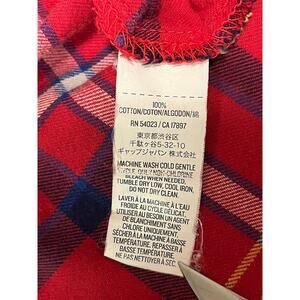 100%
COTTON/COTON/ALGODON/綿
RN 54023 / CA 17897
東京都渋谷区
千駄ヶ谷5-32-10
ギャップジャパン 株式会社
MACHINE WASH COLD GENTLE
CYCLE, ONLY NON-CHLORINE
BLEACH WHEN NEEDED,
TUMBLE DRY LOW, COOL IRON,
DO NOT DRY CLEAN.
LAVER À LA MACHINE À L'EAU
FROIDE AU CYCLE DÉLICAT,
UTILISER AU BESOIN UN AGENT
DE BLANCHIMENT SANS
CHLORE UNIQUEMENT,
SÉCHER À LA MACHINE À BASSE
TEMPÉRATURE, REPASSER À
BASSE TEMPÉRATURE,
NE PAS NETTOYER À SEC.